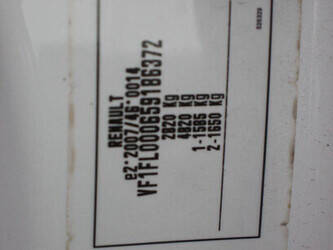 RENAULT
e2*2007/46*0014
VF1FL000659186372
2820 Kg
4820 Kg
1-1585 Kg
2-1650 Kg